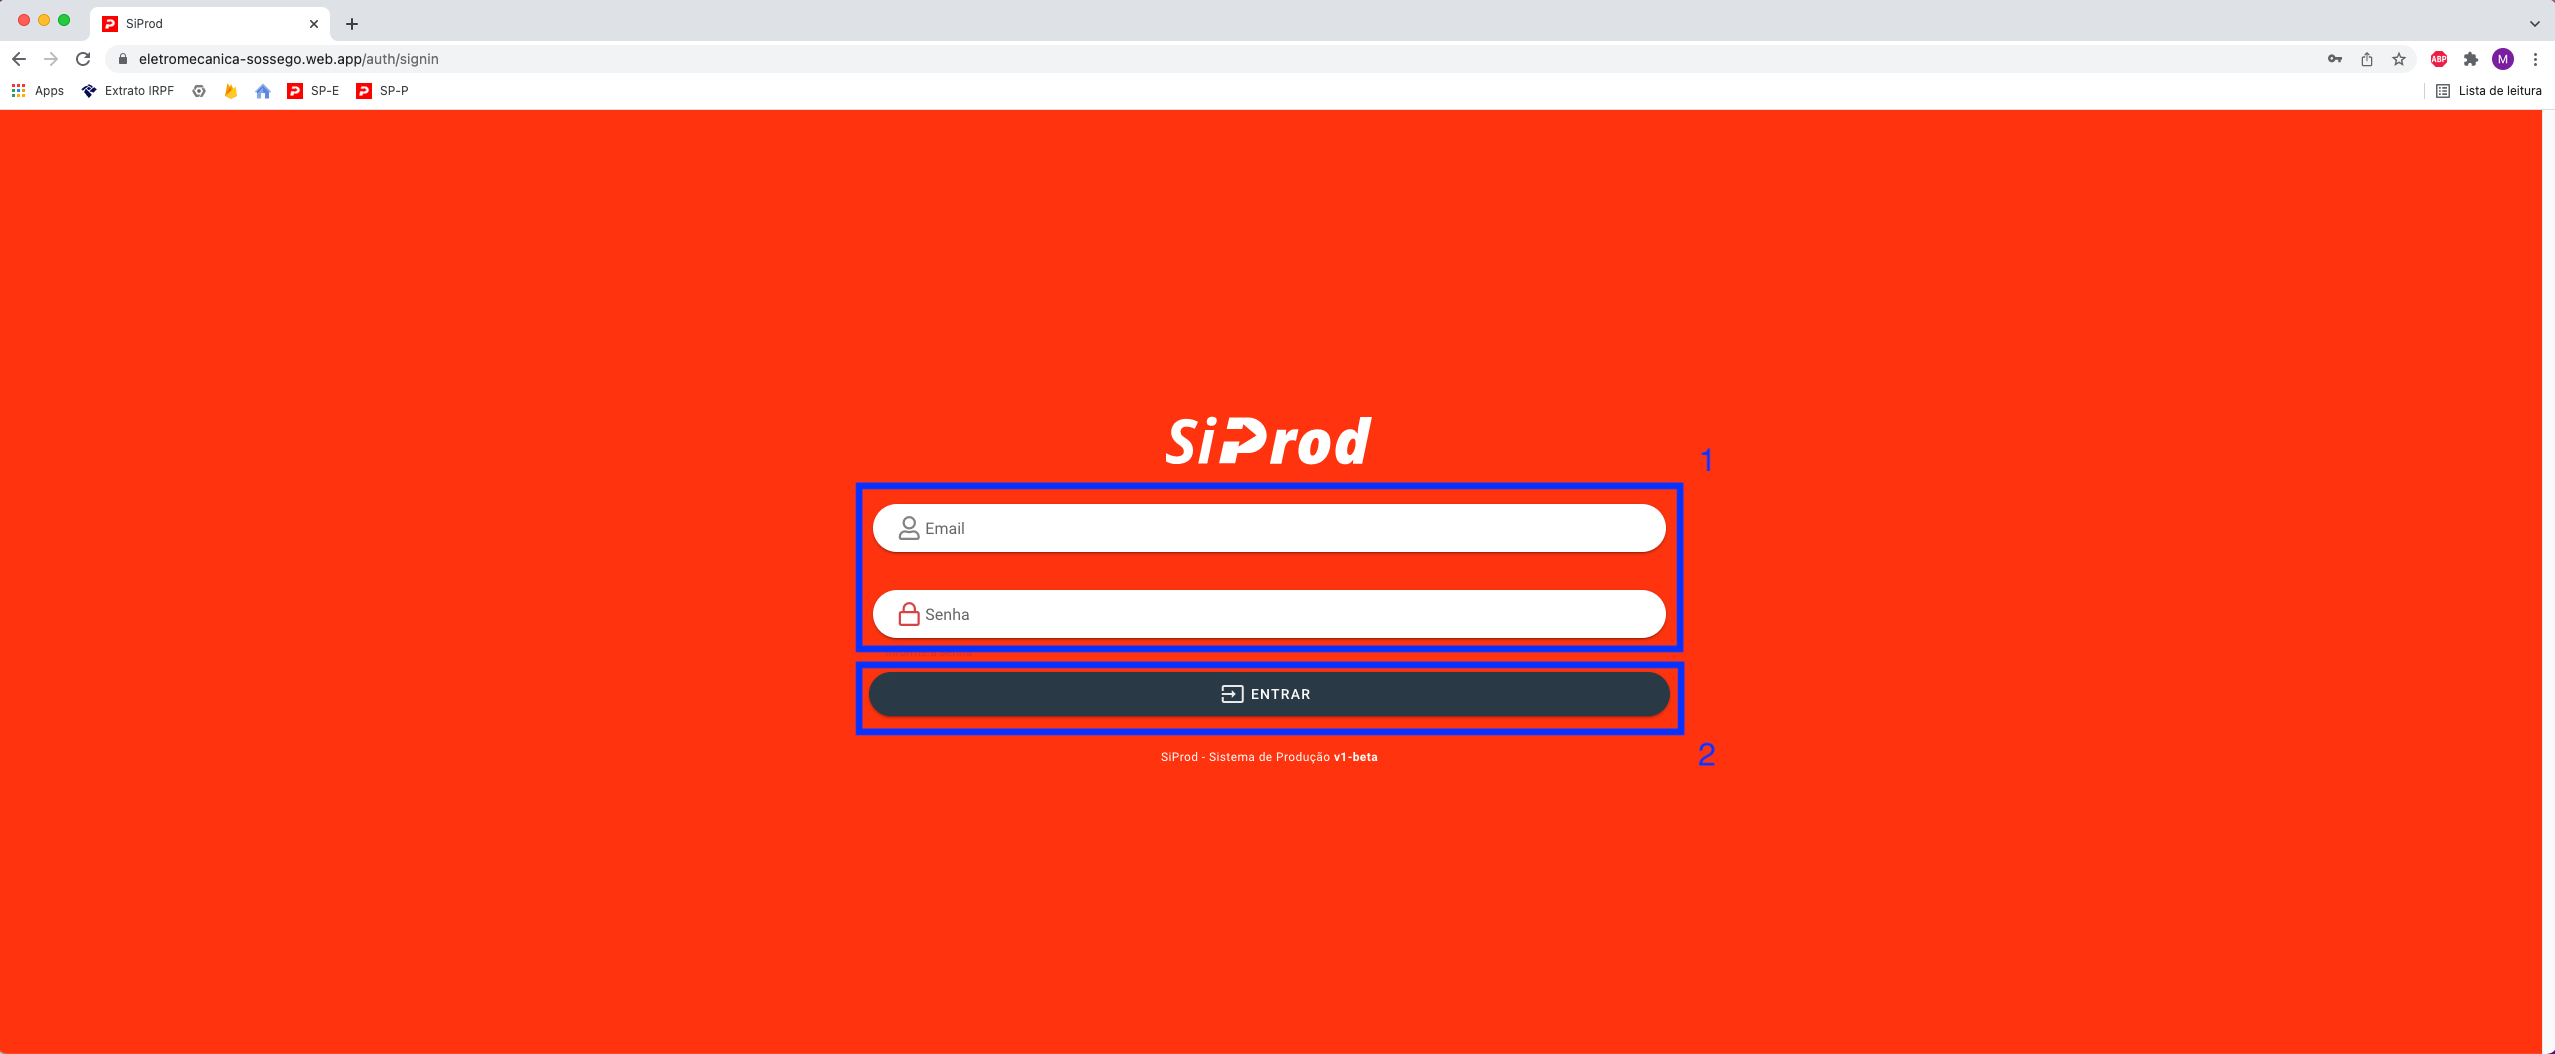 SiProd
eletromecanica-sossego.web.app/auth/signin
ABP
M
Apps
Extrato IRPF
SP-E
SP-P
Lista de leitura
SiProd
1
Email
Senha
ENTRAR
SiProd - Sistema de Produção v1-beta
2